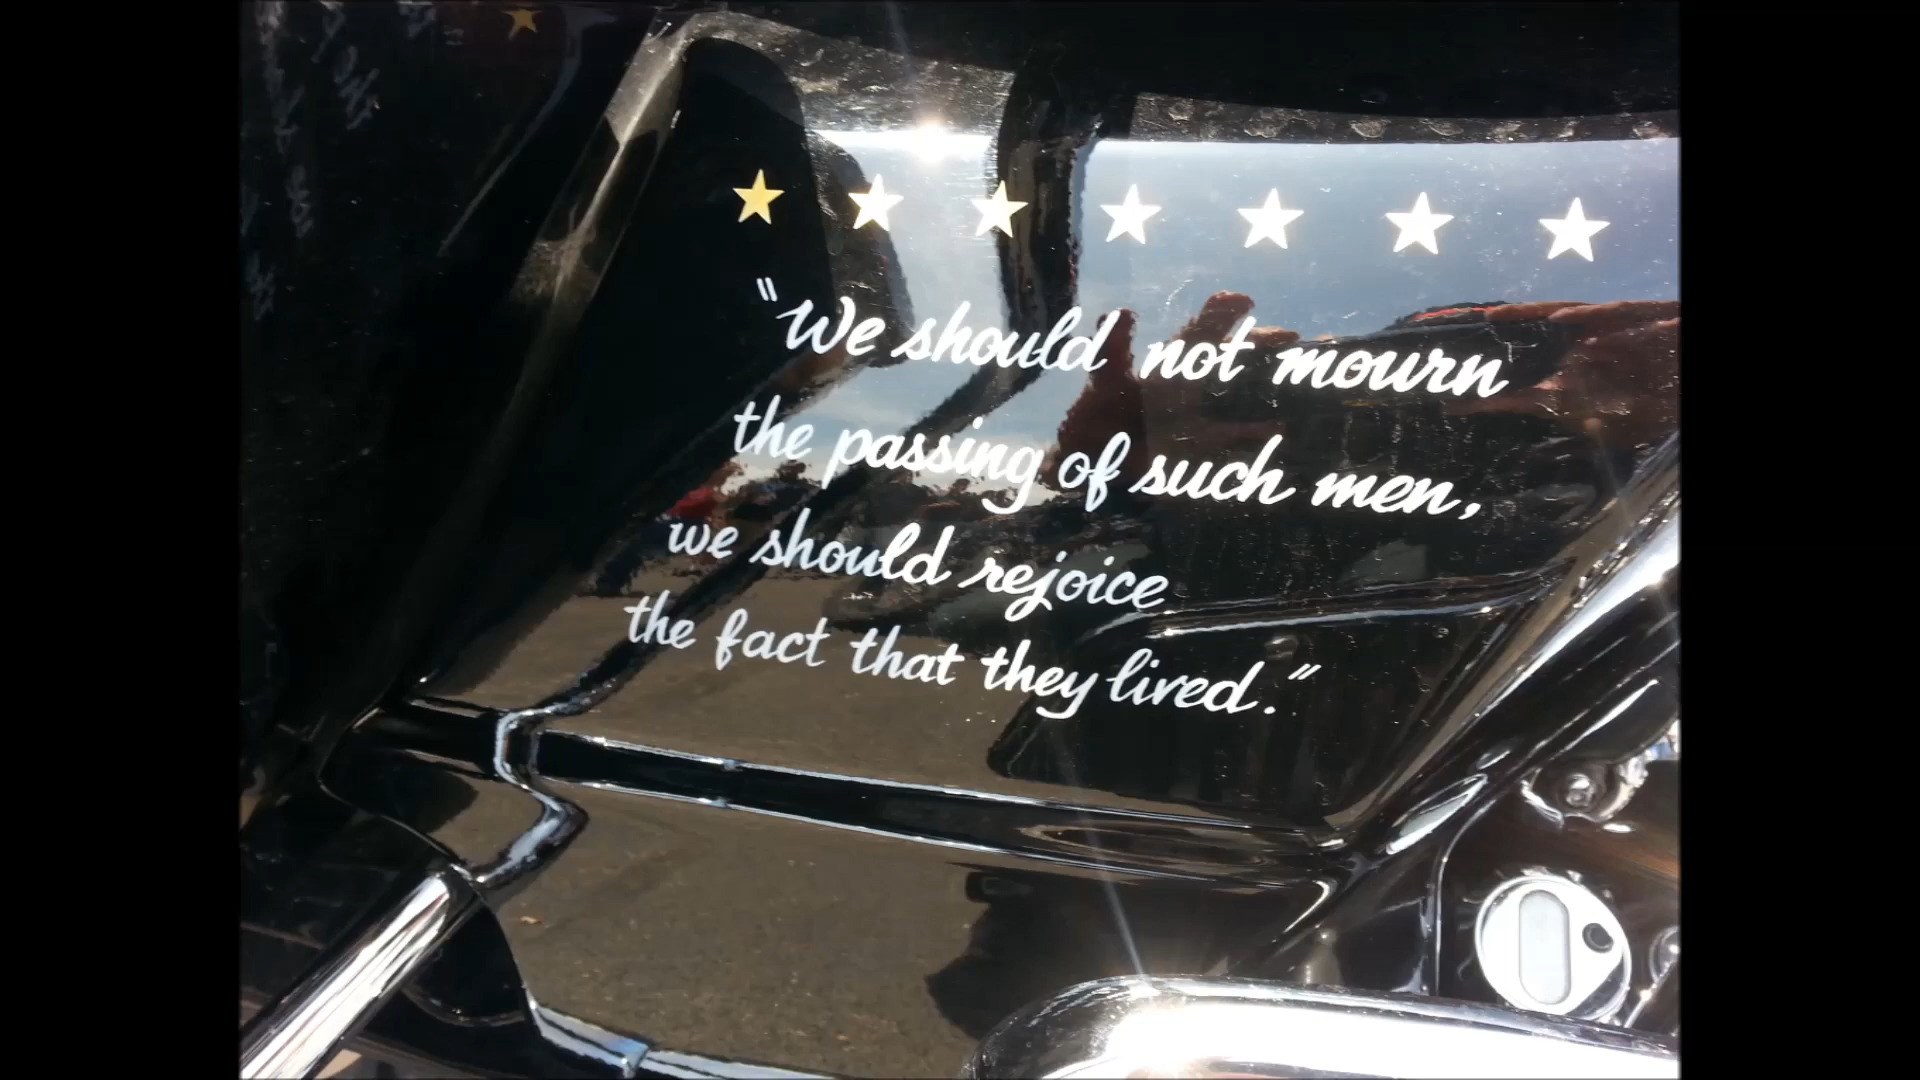 "We should not mourn
the passing of such men,
we should rejoice
the fact that they lived."